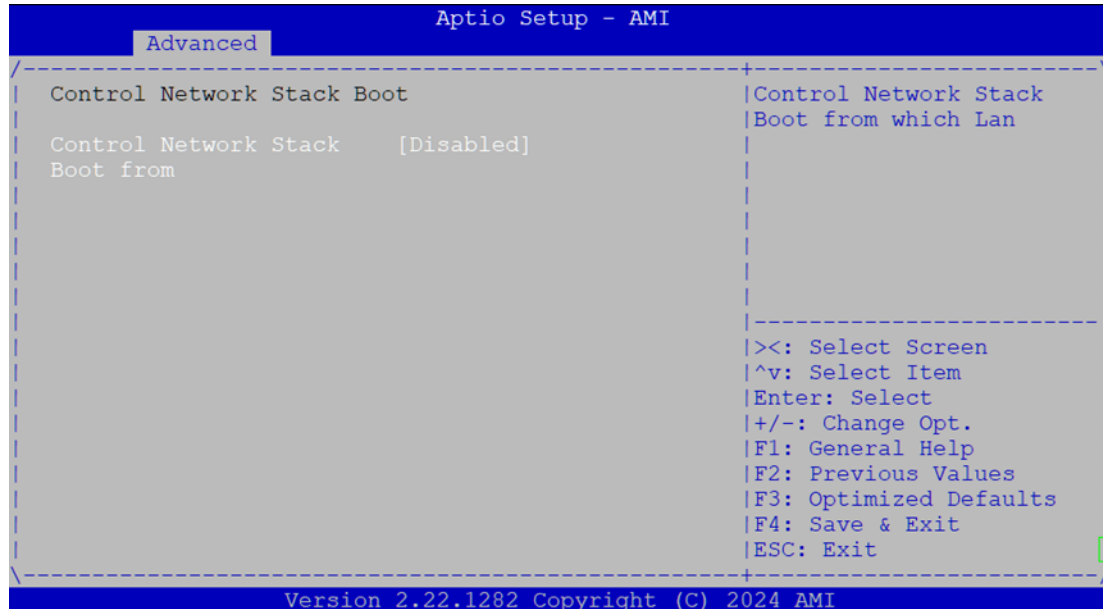 Aptio Setup - AMI
Advanced
Control Network Stack Boot
Control Network Stack [Disabled]
Boot from
Control Network Stack
Boot from which Lan
><: Select Screen
^v: Select Item
Enter: Select
+/-: Change Opt.
F1: General Help
F2: Previous Values
F3: Optimized Defaults
F4: Save & Exit
ESC: Exit
Version 2.22.1282 Copyright (C) 2024 AMI